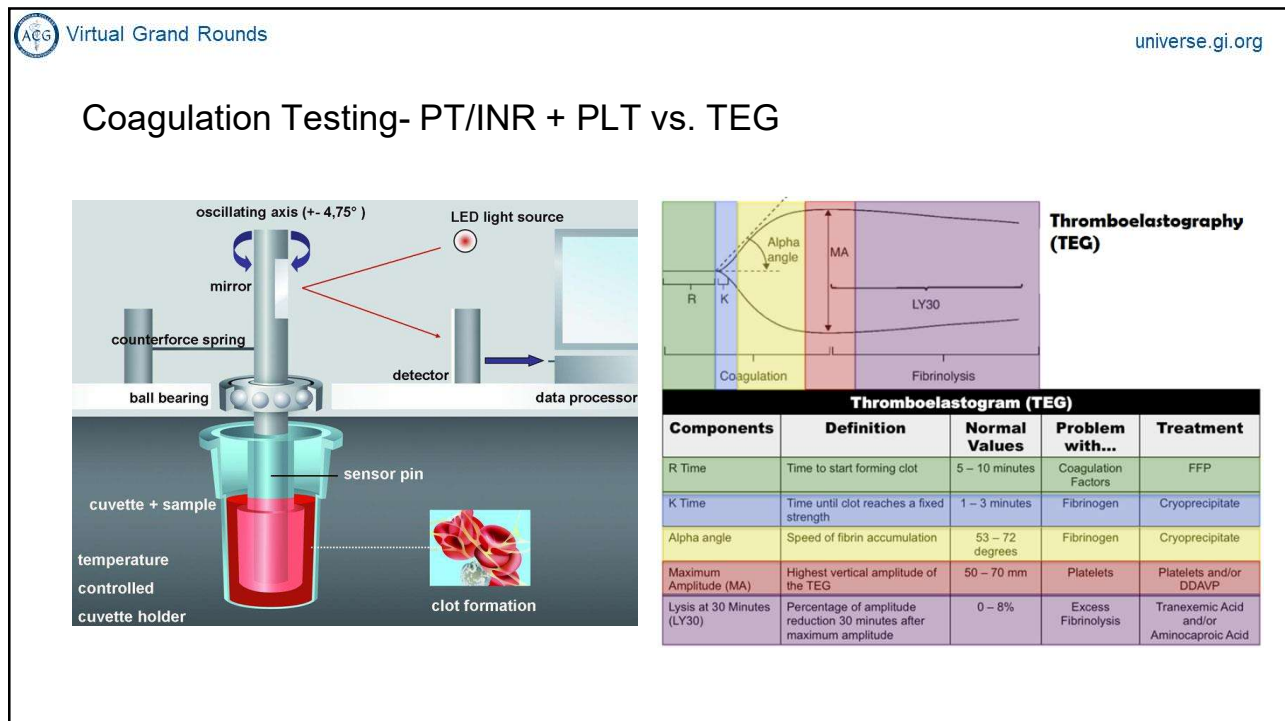 ACG
Virtual Grand Rounds
universe.gi.org
Coagulation Testing- PT/INR + PLT vs. TEG
oscillating axis (+- 4,75° )
LED light source
mirror
counterforce spring
detector
ball bearing
data processor
sensor pin
cuvette + sample
temperature
controlled
cuvette holder
clot formation
Thromboelastography
(TEG)
Alpha
angle
MA
R
K
LY30
Coagulation
Fibrinolysis
Thromboelastogram (TEG)
Components Definition Normal Values Problem with... Treatment
R Time Time to start forming clot 5 – 10 minutes Coagulation Factors FFP
K Time Time until clot reaches a fixed strength 1 – 3 minutes Fibrinogen Cryoprecipitate
Alpha angle Speed of fibrin accumulation 53 – 72 degrees Fibrinogen Cryoprecipitate
Maximum Amplitude (MA) Highest vertical amplitude of the TEG 50 – 70 mm Platelets Platelets and/or DDAVP
Lysis at 30 Minutes (LY30) Percentage of amplitude reduction 30 minutes after maximum amplitude 0 – 8% Excess Fibrinolysis Tranexemic Acid and/or Aminocaproic Acid